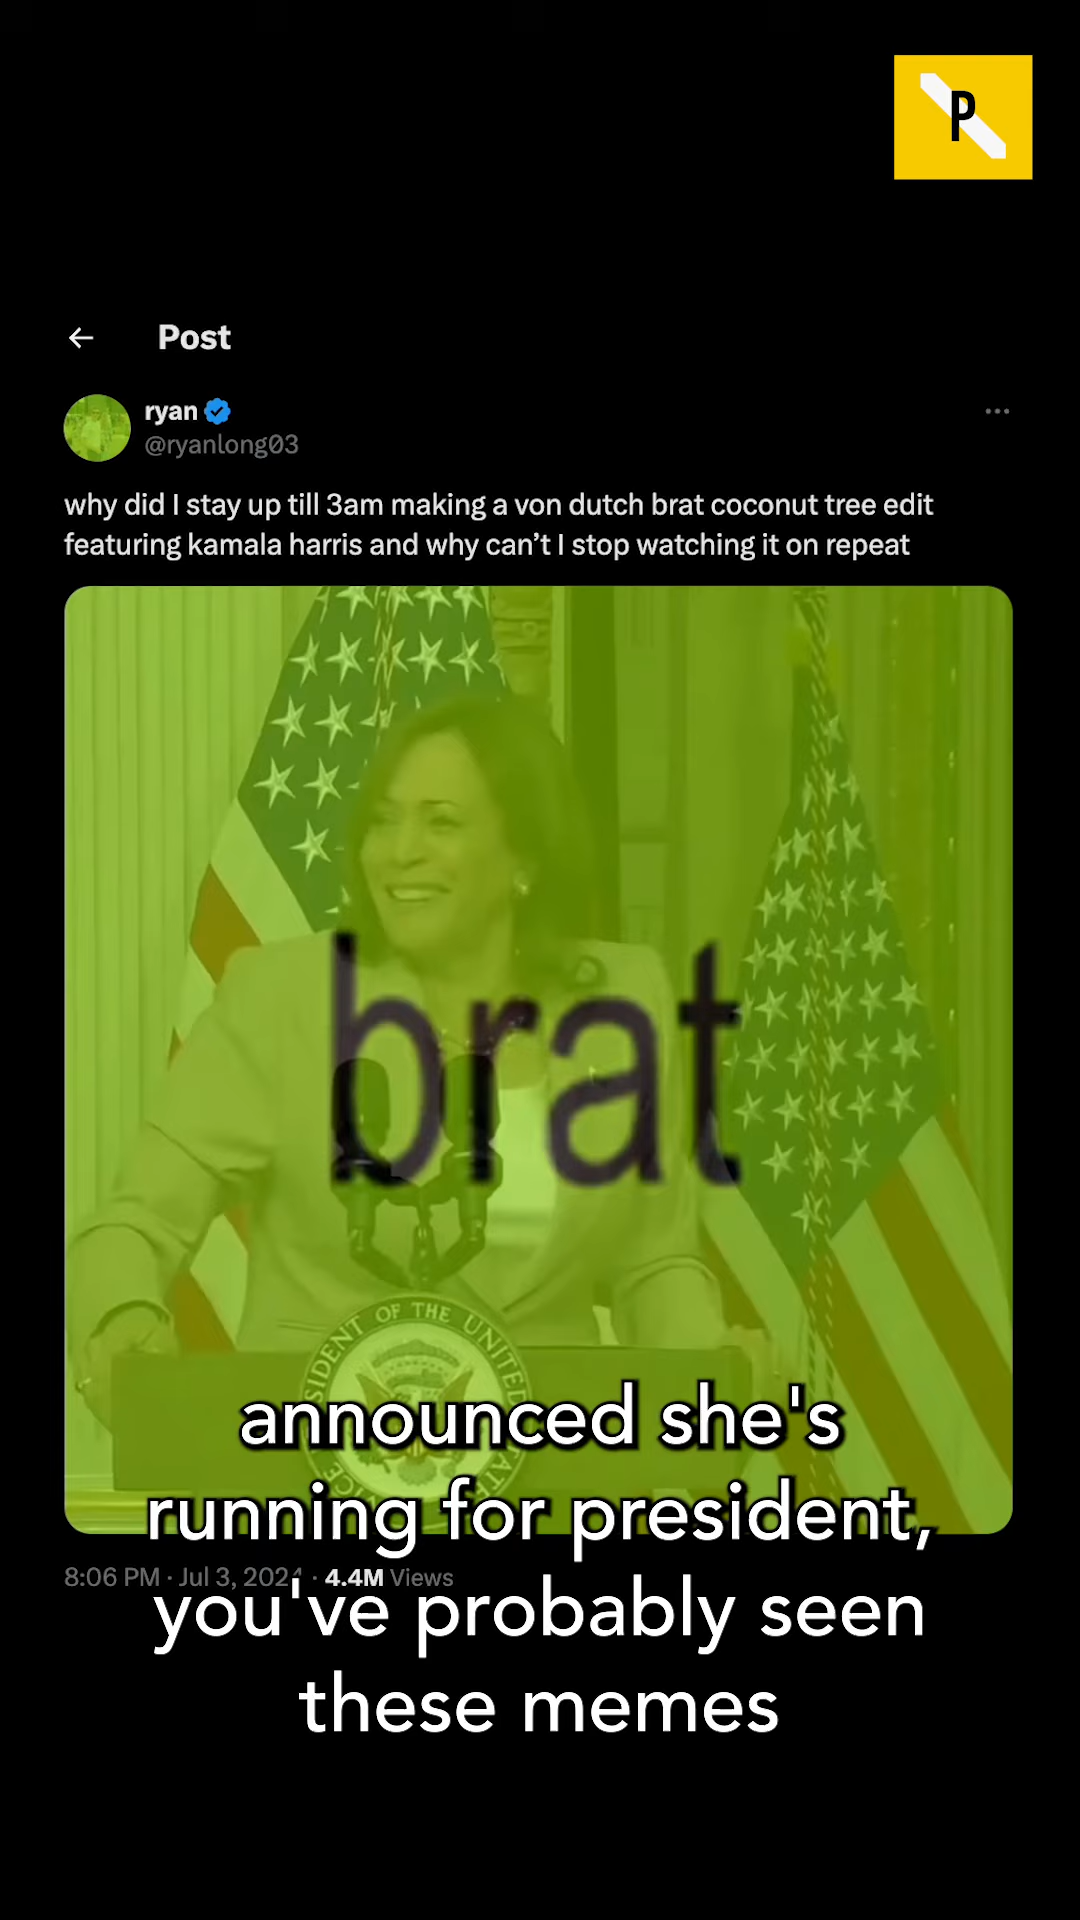 P
Post
ryan
@ryanlong03
why did I stay up till 3am making a von dutch brat coconut tree edit
featuring kamala harris and why can’t I stop watching it on repeat
brat
OF THE UNITED
announced she's
running for president,
you've probably seen
these memes
8:06 PM · Jul 3, 2024 · 4.4M Views